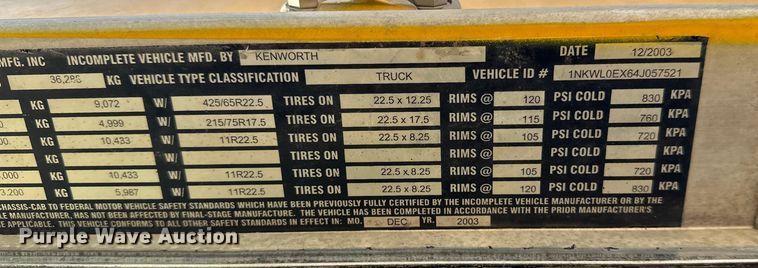 MFG. INC INCOMPLETE VEHICLE MFD. BY KENWORTH DATE 12/2003
36,288 KG VEHICLE TYPE CLASSIFICATION TRUCK VEHICLE ID # 1NKWL0EX64J057521
KG 9,072 W/ 425/65R22.5 TIRES ON 22.5 x 12.25 RIMS @ 120 PSI COLD 830 KPA
KG 4,999 W/ 215/75R17.5 TIRES ON 22.5 x 17.5 RIMS @ 115 PSI COLD 760 KPA
KG 10,433 W/ 11R22.5 TIRES ON 22.5 x 8.25 RIMS @ 105 PSI COLD 720 KPA
TIRES ON
KG 10,433 W/ 11R22.5 TIRES ON 22.5 x 8.25 RIMS @ 105 PSI COLD 720 KPA
3,200 KG 5,987 W/ 11R22.5 TIRES ON 22.5 x 8.25 RIMS @ 120 PSI COLD 830 KPA
CHASSIS-CAB TO FEDERAL MOTOR VEHICLE SAFETY STANDARDS WHICH HAVE BEEN PREVIOUSLY FULLY CERTIFIED BY THE INCOMPLETE VEHICLE MANUFACTURER OR BY
LE MANUFACTURER, HAS NOT BEEN AFFECTED BY FINAL-STAGE MANUFACTURE. THE VEHICLE HAS BEEN COMPLETED IN ACCORDANCE WITH THE PRIOR MANUFACTURER'S
E APPLICABLE. THIS VEHICLE CONFORMS TO ALL OTHER SAFETY STANDARDS IN EFFECT IN: MO. DEC YR. 2003
Purple Wave Auction